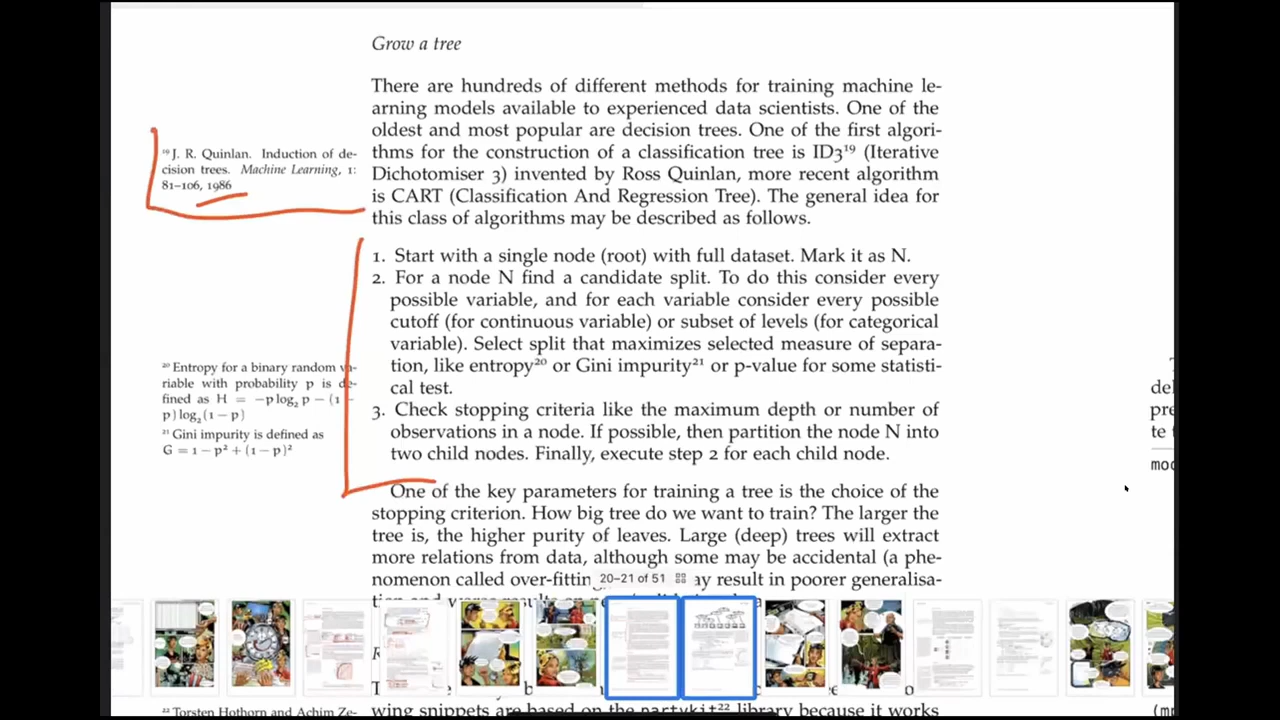 Grow a tree
There are hundreds of different methods for training machine le-
arning models available to experienced data scientists. One of the
oldest and most popular are decision trees. One of the first algori-
thms for the construction of a classification tree is ID3¹⁹ (Iterative
Dichotomiser 3) invented by Ross Quinlan, more recent algorithm
is CART (Classification And Regression Tree). The general idea for
this class of algorithms may be described as follows.
¹⁹ J. R. Quinlan. Induction of de-
cision trees. Machine Learning, 1:
81–106, 1986
1. Start with a single node (root) with full dataset. Mark it as N.
2. For a node N find a candidate split. To do this consider every
possible variable, and for each variable consider every possible
cutoff (for continuous variable) or subset of levels (for categorical
variable). Select split that maximizes selected measure of separa-
tion, like entropy²⁰ or Gini impurity²¹ or p-value for some statisti-
cal test.
3. Check stopping criteria like the maximum depth or number of
observations in a node. If possible, then partition the node N into
two child nodes. Finally, execute step 2 for each child node.
²⁰ Entropy for a binary random va-
riable with probability p is de-
fined as H = −p log₂ p − (1 −
p) log₂(1 − p)
²¹ Gini impurity is defined as
G = 1 − p² + (1 − p)²
One of the key parameters for training a tree is the choice of the
stopping criterion. How big tree do we want to train? The larger the
tree is, the higher purity of leaves. Large (deep) trees will extract
more relations from data, although some may be accidental (a phe-
nomenon called over-fittin
20–21 of 51
ay result in poorer generalisa-
²² Torsten Hothorn and Achim Ze-
wing snippets are based on the partykit²² library because it works
del
pre
te
mod